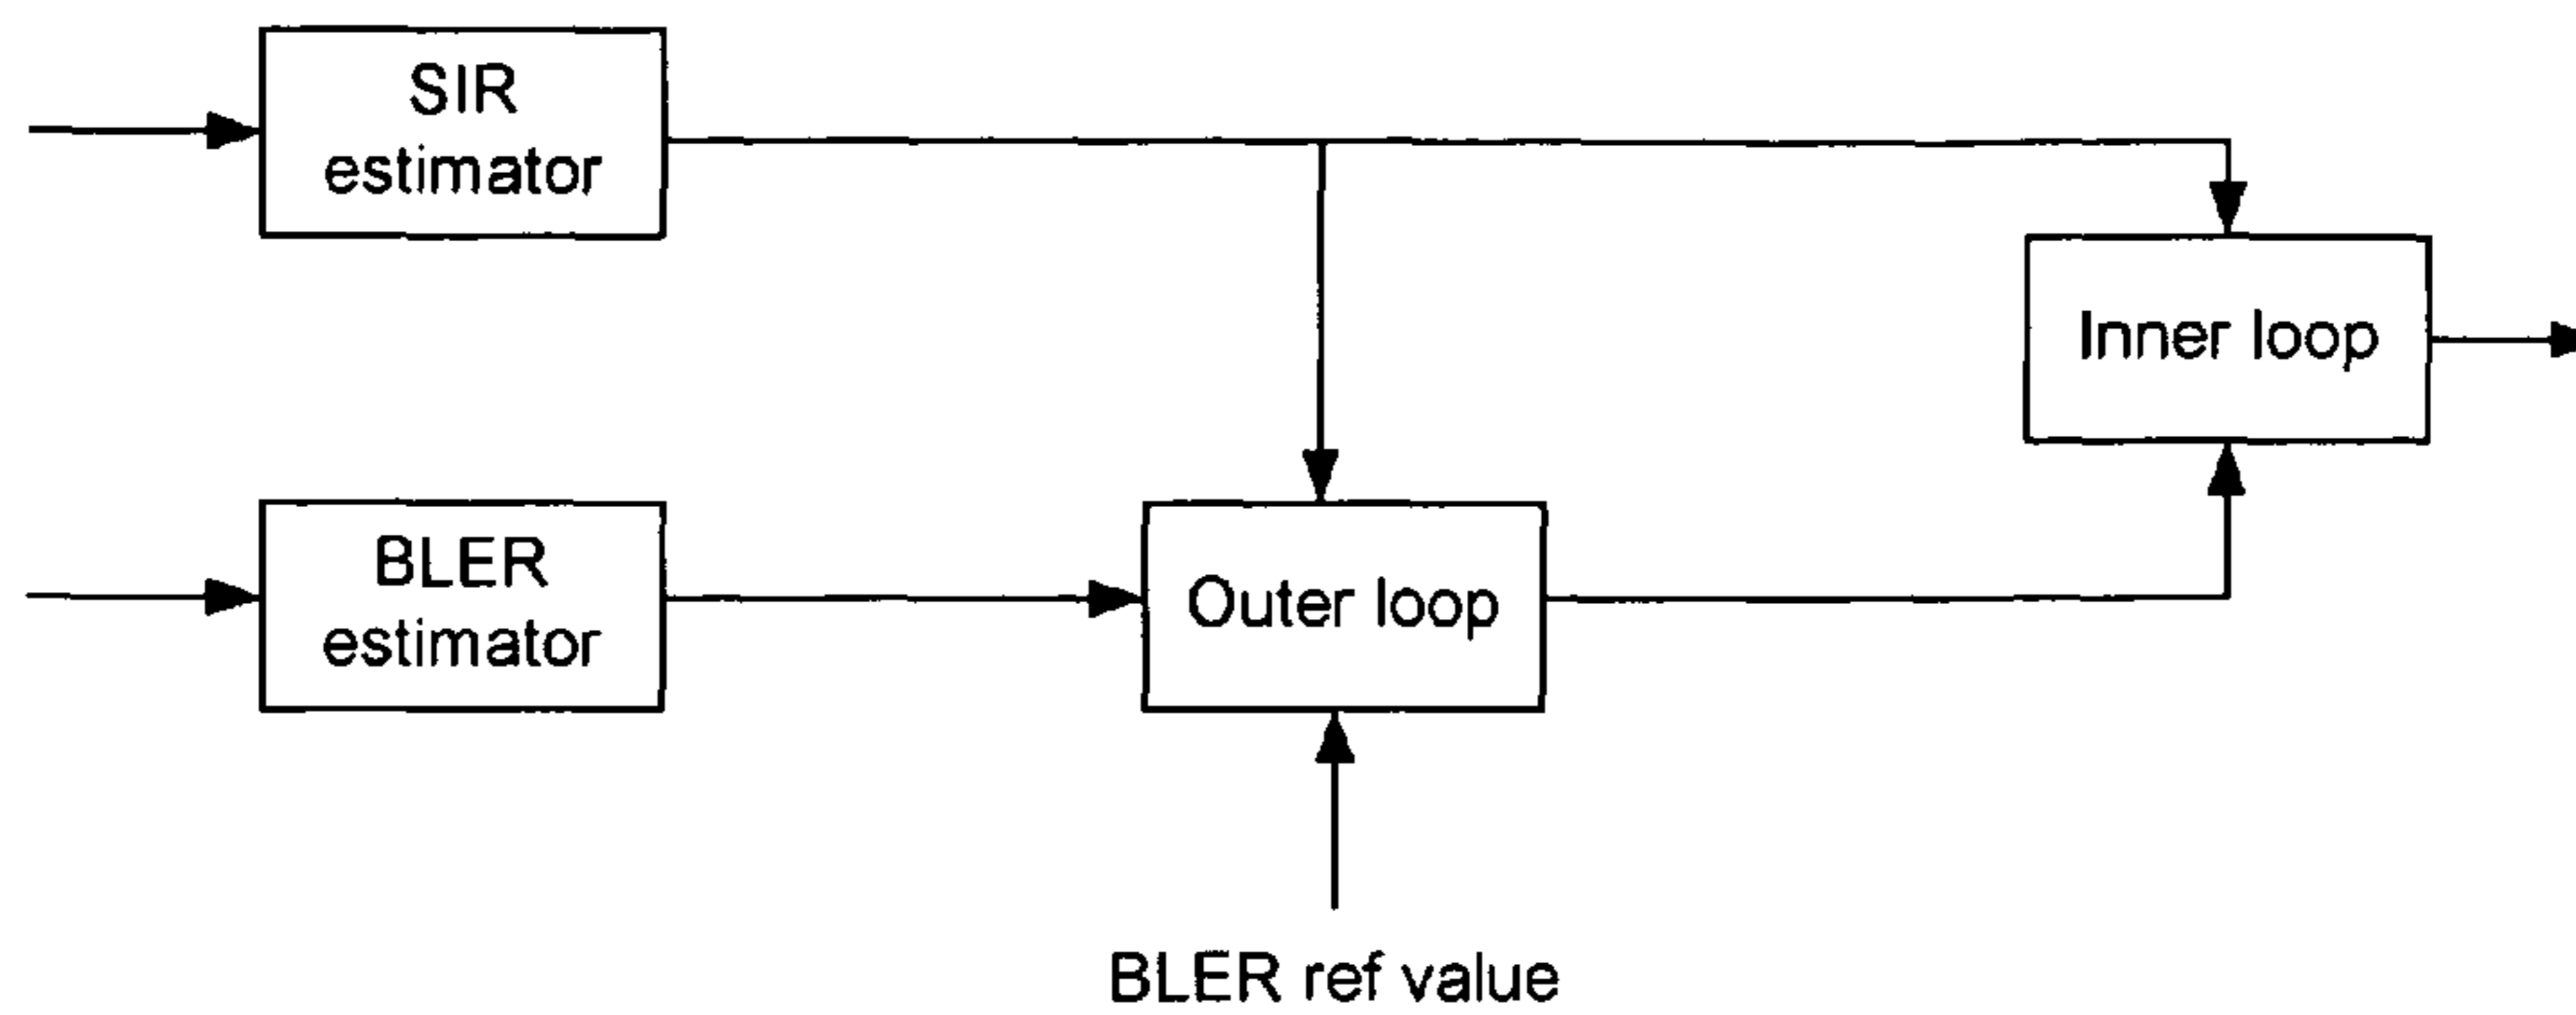 SIR
estimator
Inner loop
BLER
estimator
Outer loop
BLER ref value